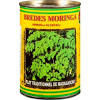 BREDES MORINGA
PLAT TRADITIONNEL DE MADAGASCAR